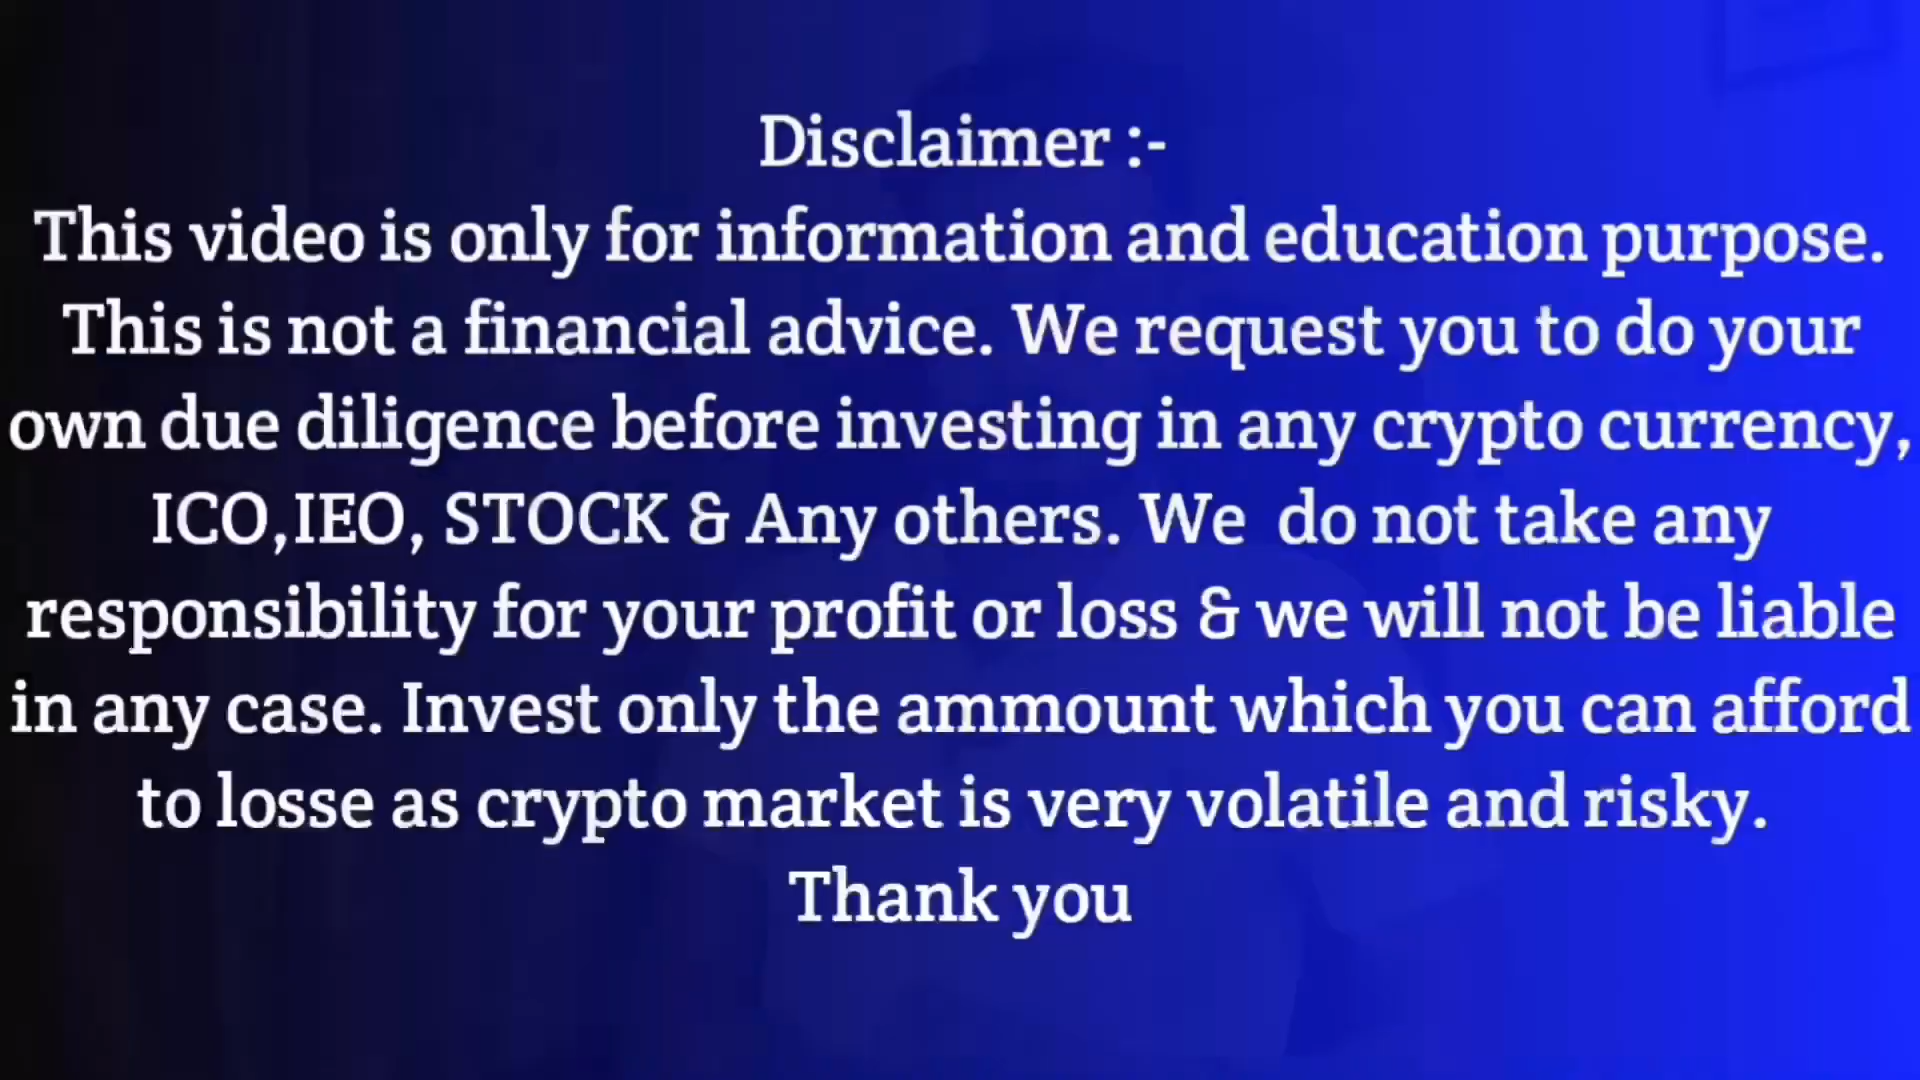 Disclaimer :-
This video is only for information and education purpose.
This is not a financial advice. We request you to do your
own due diligence before investing in any crypto currency,
ICO,IEO, STOCK & Any others. We  do not take any
responsibility for your profit or loss & we will not be liable
in any case. Invest only the ammount which you can afford
to losse as crypto market is very volatile and risky.
Thank you